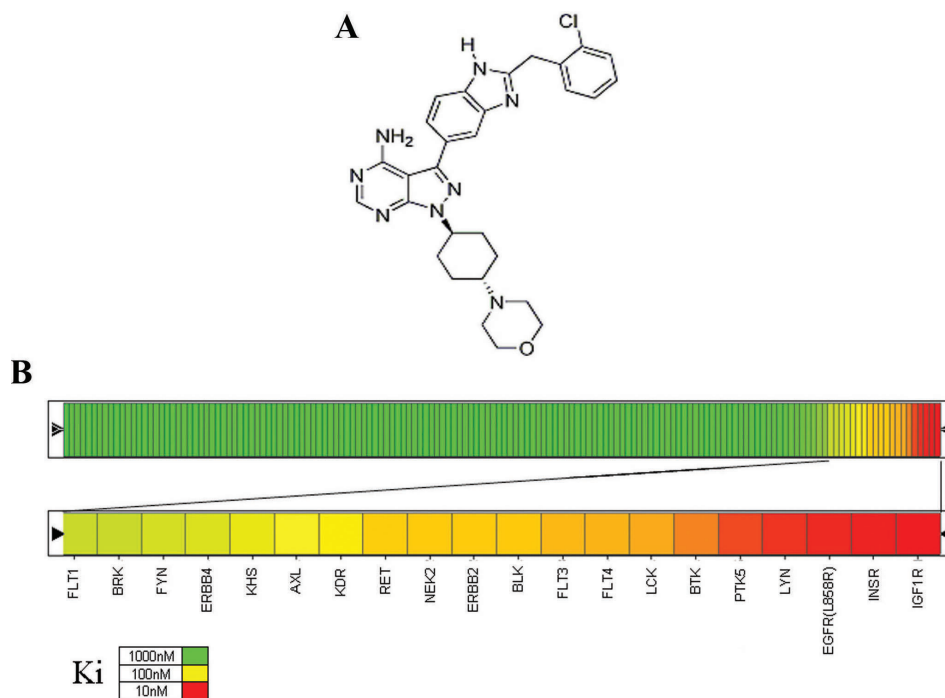 A
Cl
H
N
N
NH₂
N
N
N
N
N
O
B
FLT1
BRK
FYN
ERBB4
KHS
AXL
KDR
RET
NEK2
ERBB2
BLK
FLT3
FLT4
LCK
BTK
PTK5
LYN
EGFR(L858R)
INSR
IGF1R
Ki
1000nM
100nM
10nM